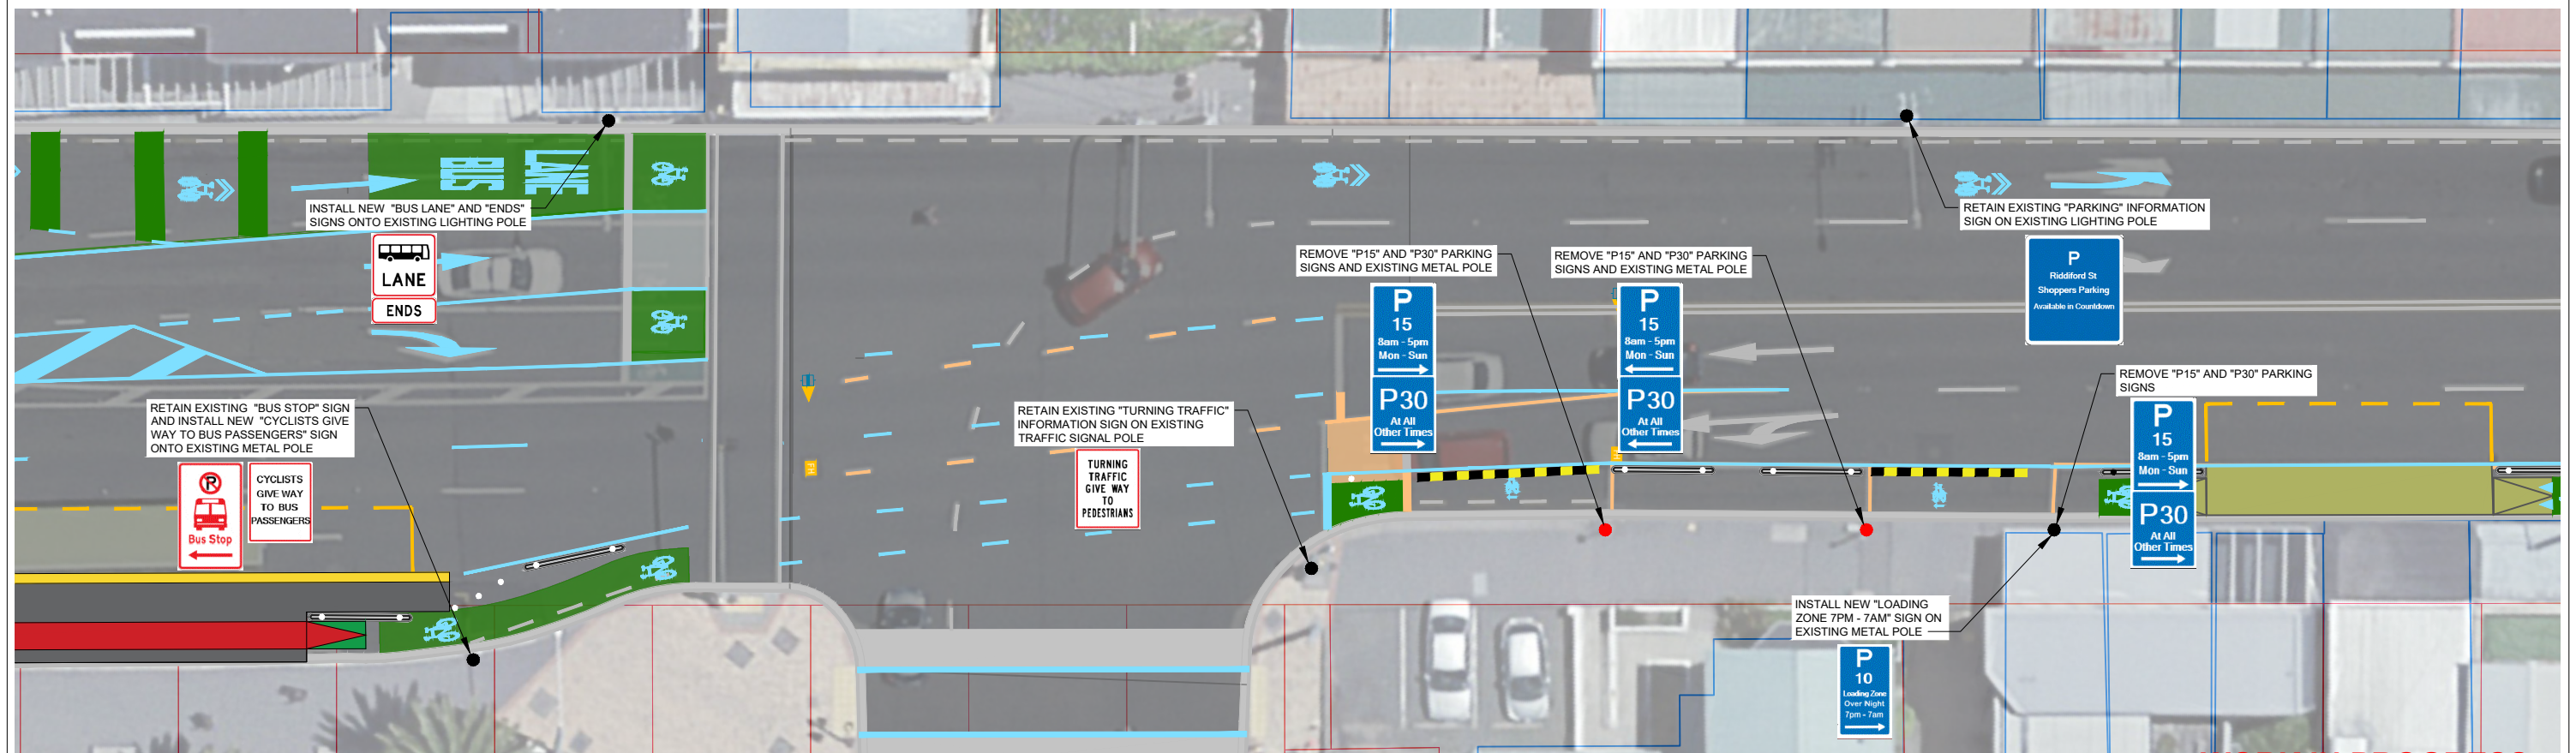 BUS
LANE
INSTALL NEW "BUS LANE" AND "ENDS"
SIGNS ONTO EXISTING LIGHTING POLE
LANE
ENDS
RETAIN EXISTING "PARKING" INFORMATION
SIGN ON EXISTING LIGHTING POLE
P
Riddiford St
Shoppers Parking
Available in Countdown
REMOVE "P15" AND "P30" PARKING
SIGNS AND EXISTING METAL POLE
P
15
8am - 5pm
Mon - Sun
P30
At All
Other Times
REMOVE "P15" AND "P30" PARKING
SIGNS AND EXISTING METAL POLE
P
15
8am - 5pm
Mon - Sun
P30
At All
Other Times
REMOVE "P15" AND "P30" PARKING
SIGNS
P
15
8am - 5pm
Mon - Sun
P30
At All
Other Times
RETAIN EXISTING "BUS STOP" SIGN
AND INSTALL NEW "CYCLISTS GIVE
WAY TO BUS PASSENGERS" SIGN
ONTO EXISTING METAL POLE
P
Bus Stop
CYCLISTS
GIVE WAY
TO BUS
PASSENGERS
RETAIN EXISTING "TURNING TRAFFIC"
INFORMATION SIGN ON EXISTING
TRAFFIC SIGNAL POLE
TURNING
TRAFFIC
GIVE WAY
TO
PEDESTRIANS
FH
INSTALL NEW "LOADING
ZONE 7PM - 7AM" SIGN ON
EXISTING METAL POLE
P
10
Loading Zone
Over Night
7pm - 7am